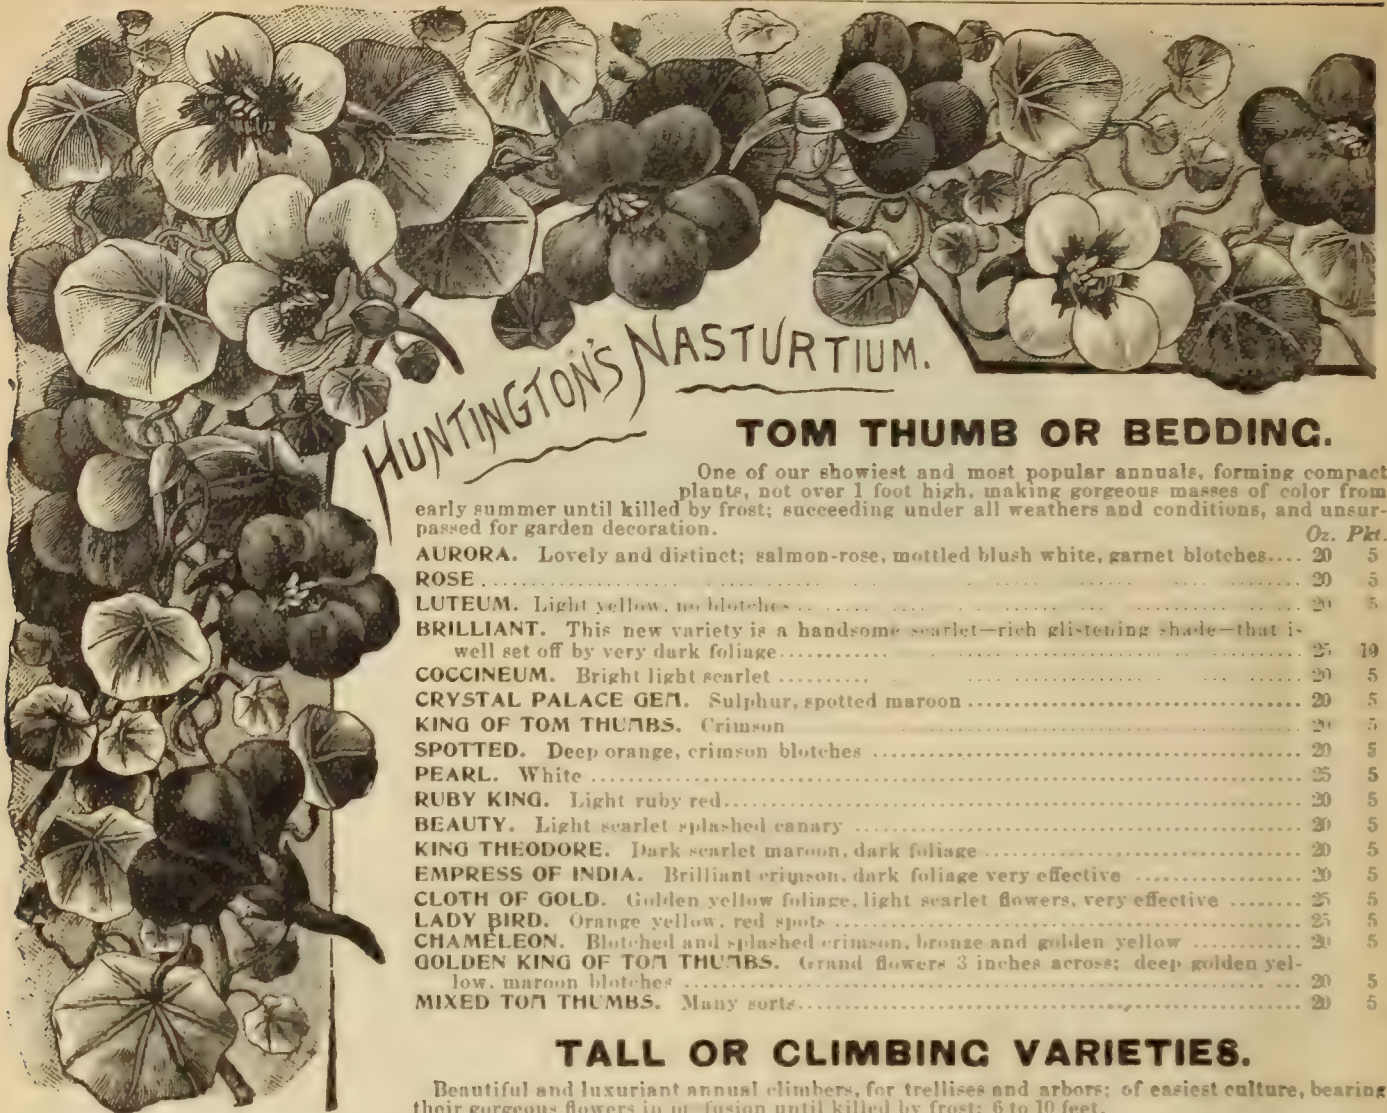 HUNTINGTON'S NASTURTIUM.
TOM THUMB OR BEDDING.
One of our showiest and most popular annuals, forming compact
plants, not over 1 foot high, making gorgeous masses of color from
early summer until killed by frost; succeeding under all weathers and conditions, and unsur-
passed for garden decoration. Oz. Pkt.
AURORA. Lovely and distinct; salmon-rose, mottled blush white, garnet blotches.... 20 5
ROSE ........ 20 5
LUTEUM. Light yellow, no blotches ........ 20 5
BRILLIANT. This new variety is a handsome scarlet—rich glistening shade—that is
well set off by very dark foliage ........ 25 10
COCCINEUM. Bright light scarlet ........ 20 5
CRYSTAL PALACE GEM. Sulphur, spotted maroon ........ 20 5
KING OF TOM THUMBS. Crimson ........ 20 5
SPOTTED. Deep orange, crimson blotches ........ 20 5
PEARL. White ........ 25 5
RUBY KING. Light ruby red ........ 20 5
BEAUTY. Light scarlet splashed canary ........ 20 5
KING THEODORE. Dark scarlet maroon, dark foliage ........ 20 5
EMPRESS OF INDIA. Brilliant crimson, dark foliage very effective ........ 20 5
CLOTH OF GOLD. Golden yellow foliage, light scarlet flowers, very effective ........ 25 5
LADY BIRD. Orange yellow, red spots ........ 25 5
CHAMELEON. Blotched and splashed crimson, bronze and golden yellow ........ 20 5
GOLDEN KING OF TOM THUMBS. Grand flowers 3 inches across; deep golden yel-
low, maroon blotches ........ 20 5
MIXED TOM THUMBS. Many sorts ........ 20 5
TALL OR CLIMBING VARIETIES.
Beautiful and luxuriant annual climbers, for trellises and arbors; of easiest culture, bearing
their gorgeous flowers in profusion until killed by frost; 6 to 10 feet.